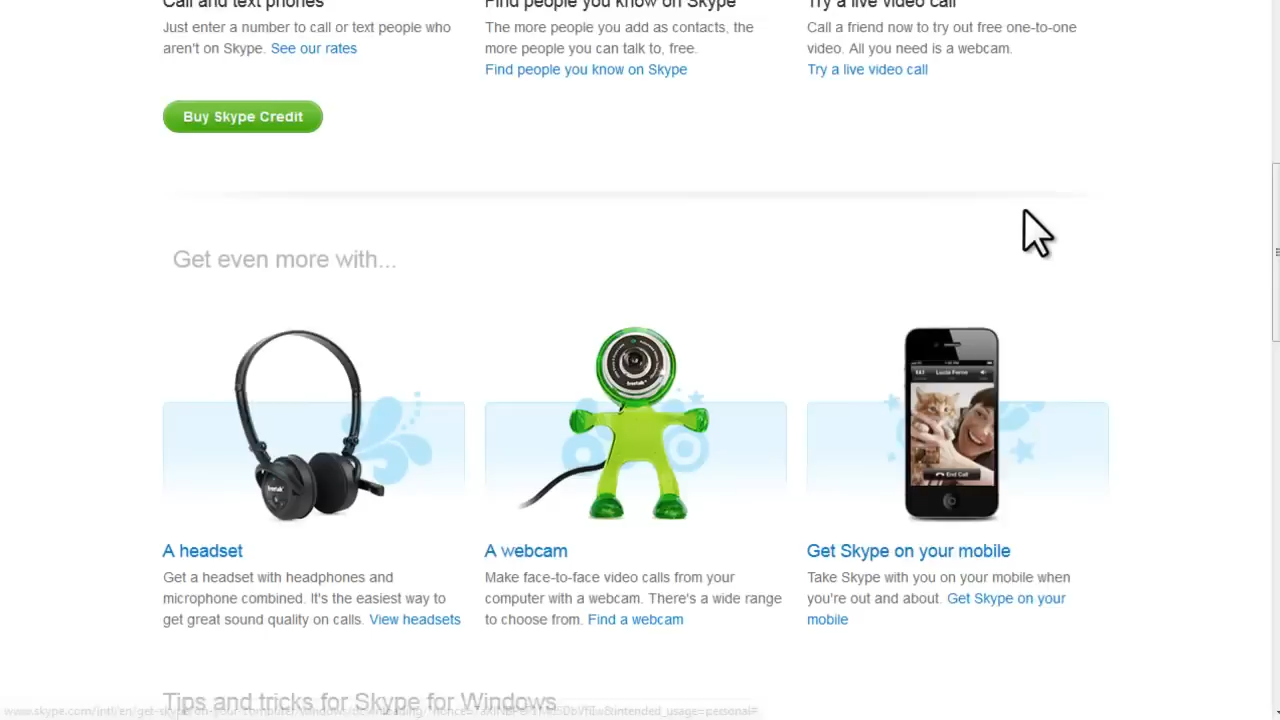 Call and text phones
Find people you know on Skype
Try a live video call
Just enter a number to call or text people who
aren't on Skype. See our rates
The more people you add as contacts, the
more people you can talk to, free.
Find people you know on Skype
Call a friend now to try out free one-to-one
video. All you need is a webcam.
Try a live video call
Buy Skype Credit
Get even more with...
A headset
Get a headset with headphones and
microphone combined. It's the easiest way to
get great sound quality on calls. View headsets
A webcam
Make face-to-face video calls from your
computer with a webcam. There's a wide range
to choose from. Find a webcam
End Call
Get Skype on your mobile
Take Skype with you on your mobile when
you're out and about. Get Skype on your
mobile
Tips and tricks for Skype for Windows